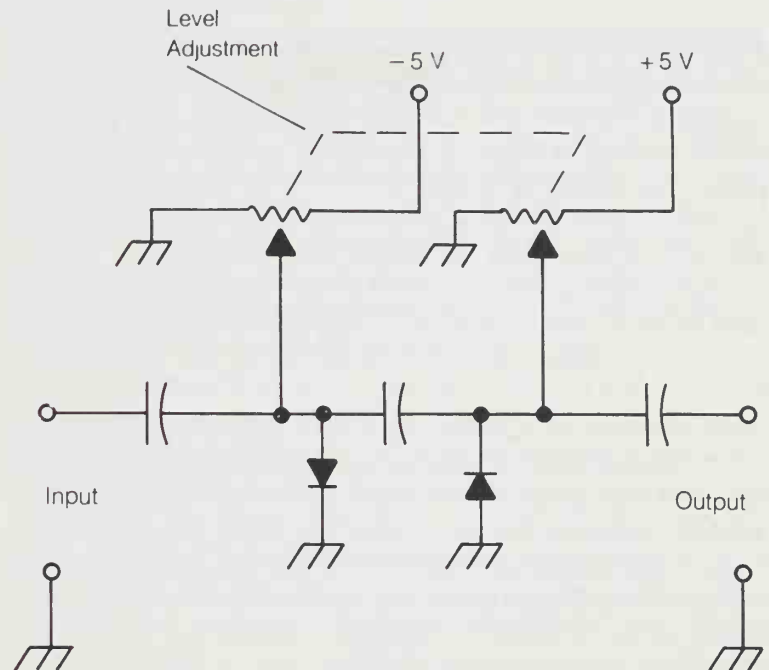 Level
Adjustment
– 5 V
+ 5 V
Input
Output